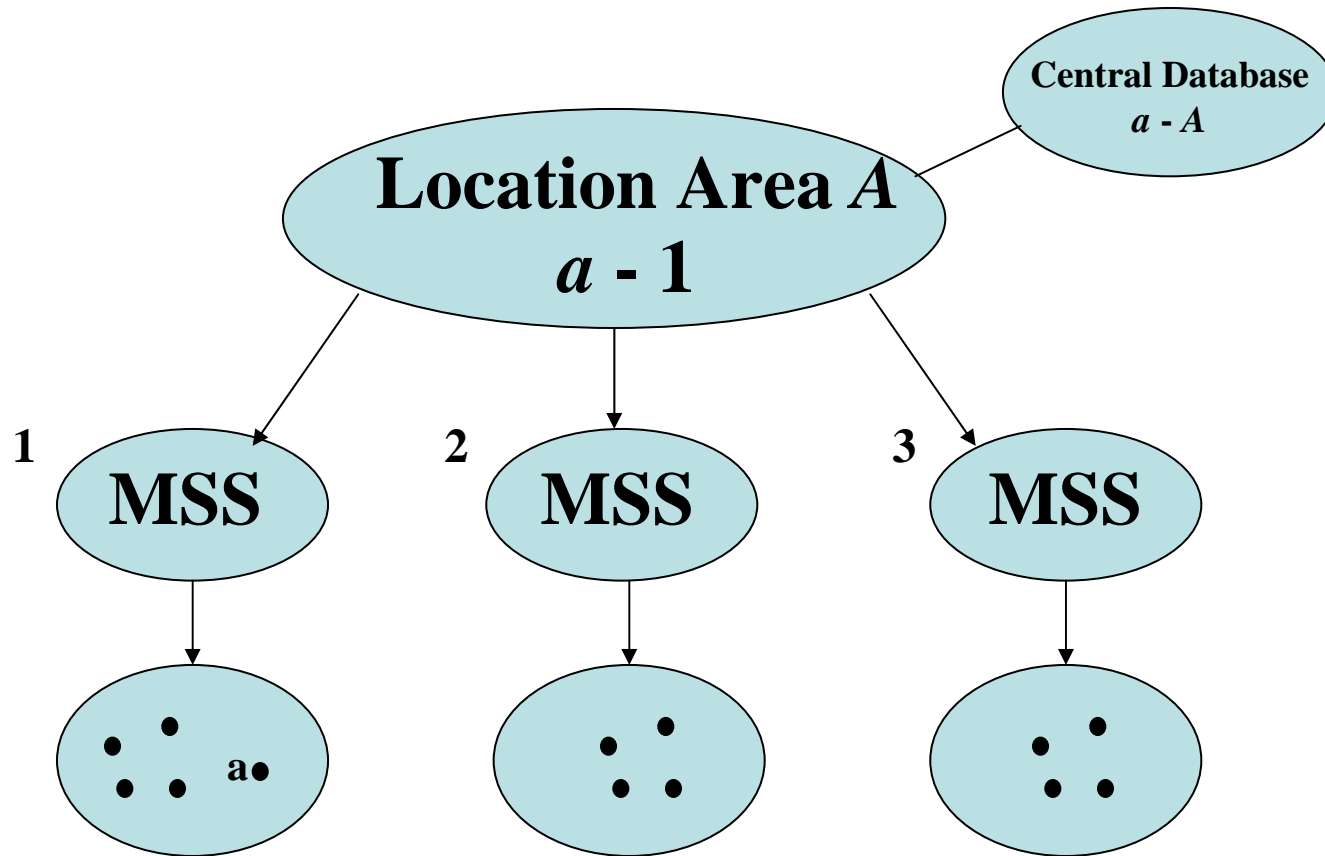 Central Database
a - A
Location Area A
a - 1
1
MSS
2
MSS
3
MSS
a